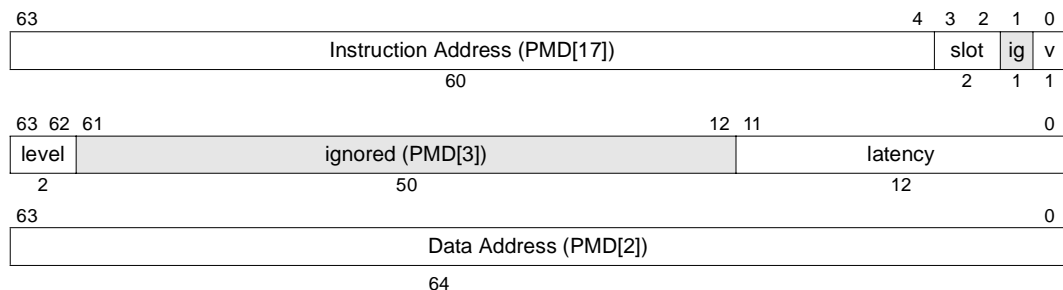 63 4 3 2 1 0
Instruction Address (PMD[17]) slot ig v
60 2 1 1
63 62 61 12 11 0
level ignored (PMD[3]) latency
2 50 12
63 0
Data Address (PMD[2])
64